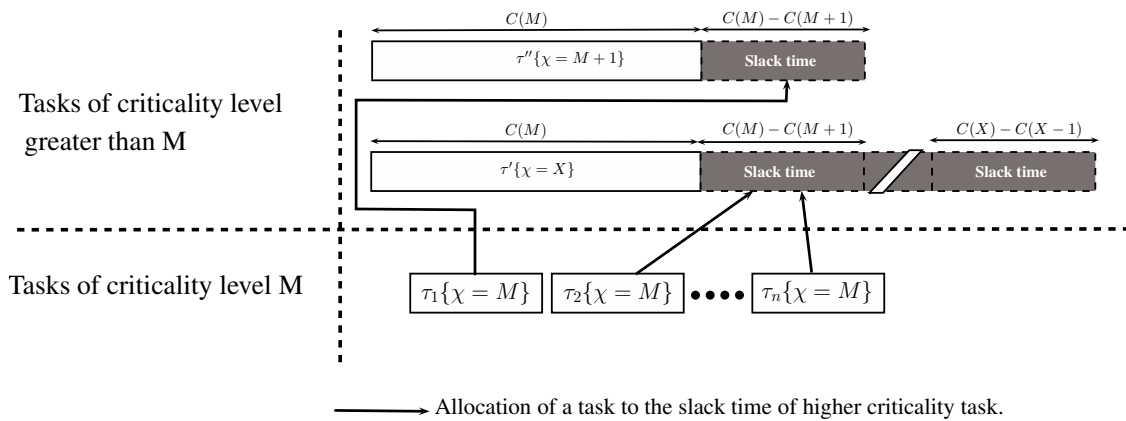 C(M) C(M) − C(M + 1)
τ′′{χ = M + 1} Slack time
Tasks of criticality level
greater than M
C(M) C(M) − C(M + 1) C(X) − C(X − 1)
τ′{χ = X} Slack time Slack time
Tasks of criticality level M
τ₁{χ = M} τ₂{χ = M} τₙ{χ = M}
Allocation of a task to the slack time of higher criticality task.